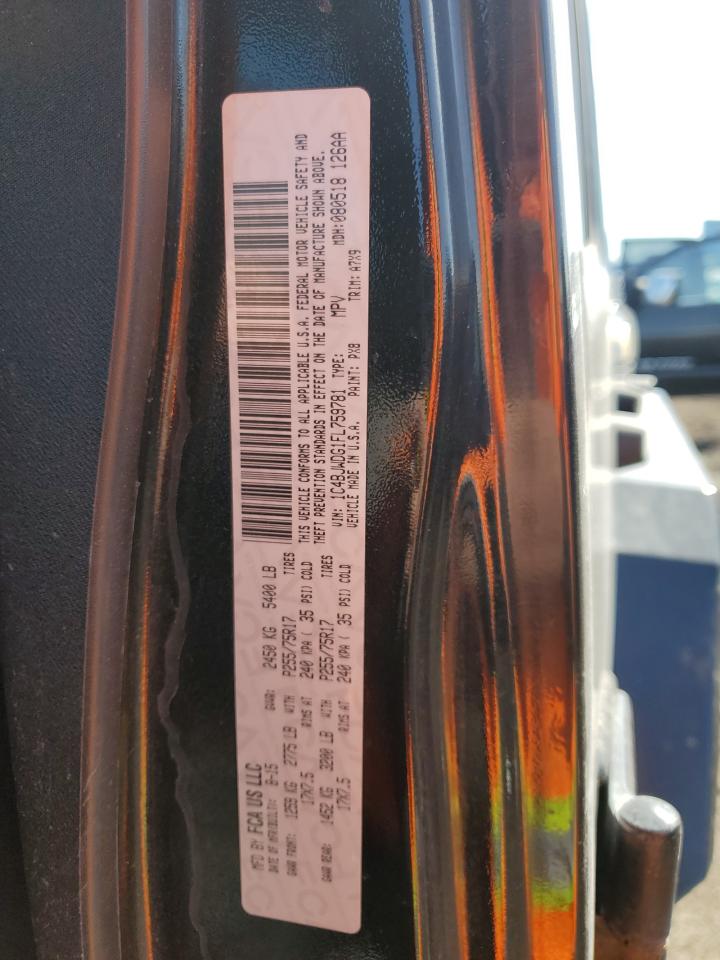 MFD BY FCA US LLC
DATE OF MFR(BUILT): 8-15 GVWR: 2450 KG 5400 LB
GAWR FRONT: 1259 KG 2775 LB WITH P255/75R17 TIRES
17X7.5 RIMS AT 240 KPA ( 35 PSI) COLD
GAWR REAR: 1452 KG 3200 LB WITH P255/75R17 TIRES
17X7.5 RIMS AT 240 KPA ( 35 PSI) COLD
THIS VEHICLE CONFORMS TO ALL APPLICABLE U.S.A. FEDERAL MOTOR VEHICLE SAFETY AND
THEFT PREVENTION STANDARDS IN EFFECT ON THE DATE OF MANUFACTURE SHOWN ABOVE.
VIN: 1C4BJWDG1FL759781 TYPE: MPV MDH: 080518 126AA
VEHICLE MADE IN U.S.A. PAINT: PX8 TRIM: A7X9